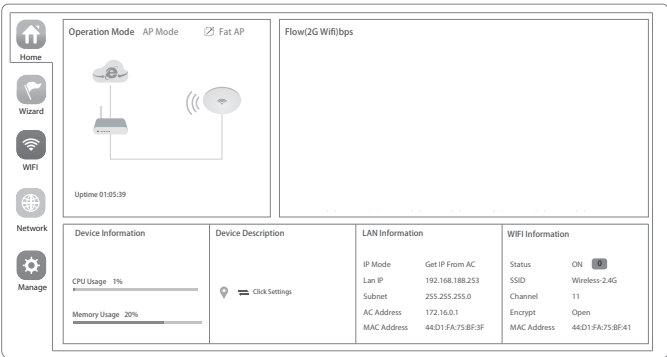 Home
Wizard
WIFI
Network
Manage
Operation Mode AP Mode Fat AP
Uptime 01:05:39
Flow(2G Wifi)bps
Device Information
CPU Usage 1%
Memory Usage 20%
Device Description
Click Settings
LAN Information
IP Mode Get IP From AC
Lan IP 192.168.188.253
Subnet 255.255.255.0
AC Address 172.16.0.1
MAC Address 44:D1:FA:75:BF:3F
WIFI Information
Status ON 0
SSID Wireless-2.4G
Channel 11
Encrypt Open
MAC Address 44:D1:FA:75:BF:41